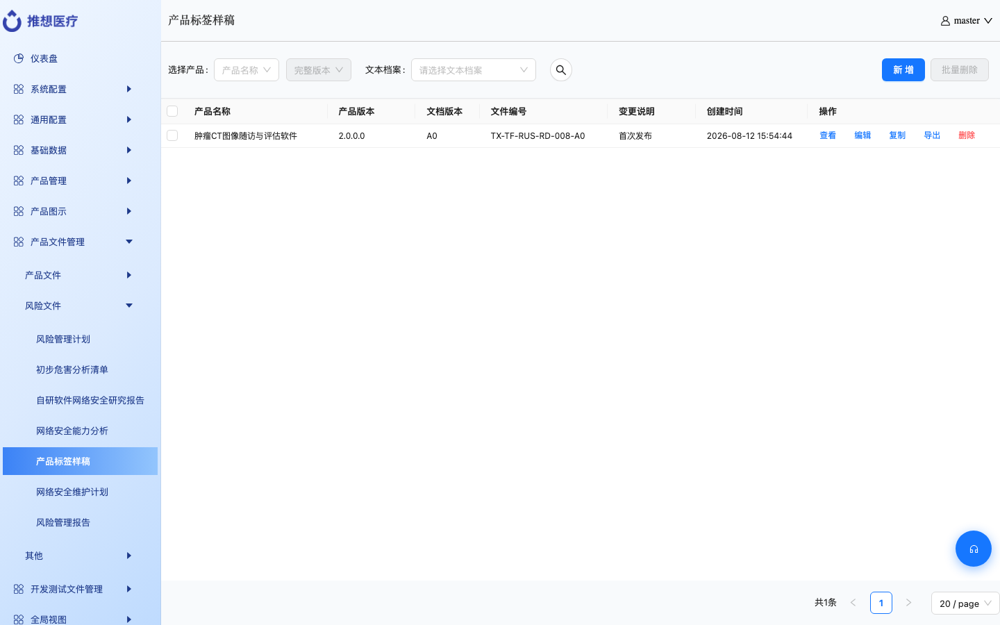 推想医疗
仪表盘
系统配置
通用配置
基础数据
产品管理
产品图示
产品文件管理
产品文件
风险文件
风险管理计划
初步危害分析清单
自研软件网络安全研究报告
网络安全能力分析
产品标签样稿
网络安全维护计划
风险管理报告
其他
开发测试文件管理
全局视图
产品标签样稿
master
选择产品: 产品名称 完整版本 文本档案: 请选择文本档案 新 增 批量删除
产品名称 产品版本 文档版本 文件编号 变更说明 创建时间 操作
肿瘤CT图像随访与评估软件 2.0.0.0 A0 TX-TF-RUS-RD-008-A0 首次发布 2026-08-12 15:54:44 查看 编辑 复制 导出 删除
共1条 1 20 / page